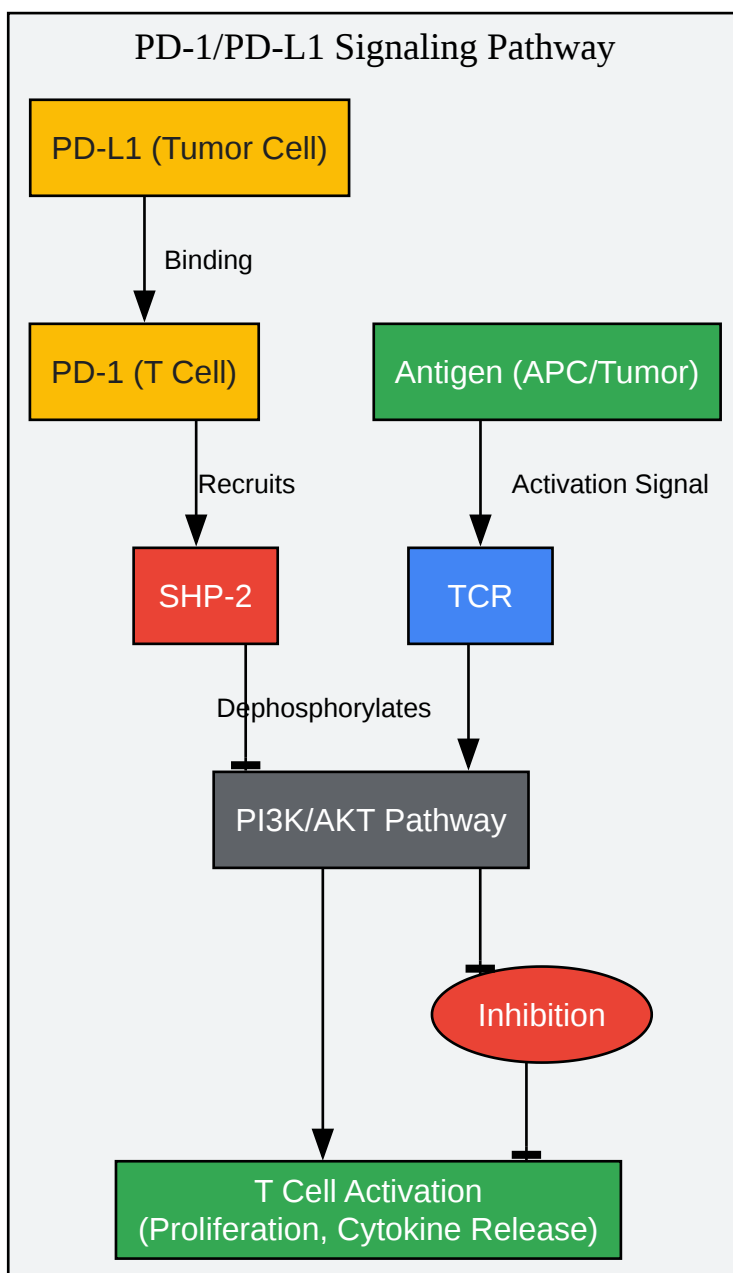 PD-1/PD-L1 Signaling Pathway
PD-L1 (Tumor Cell)
Binding
PD-1 (T Cell)
Antigen (APC/Tumor)
Recruits
Activation Signal
SHP-2
TCR
Dephosphorylates
PI3K/AKT Pathway
Inhibition
T Cell Activation
(Proliferation, Cytokine Release)